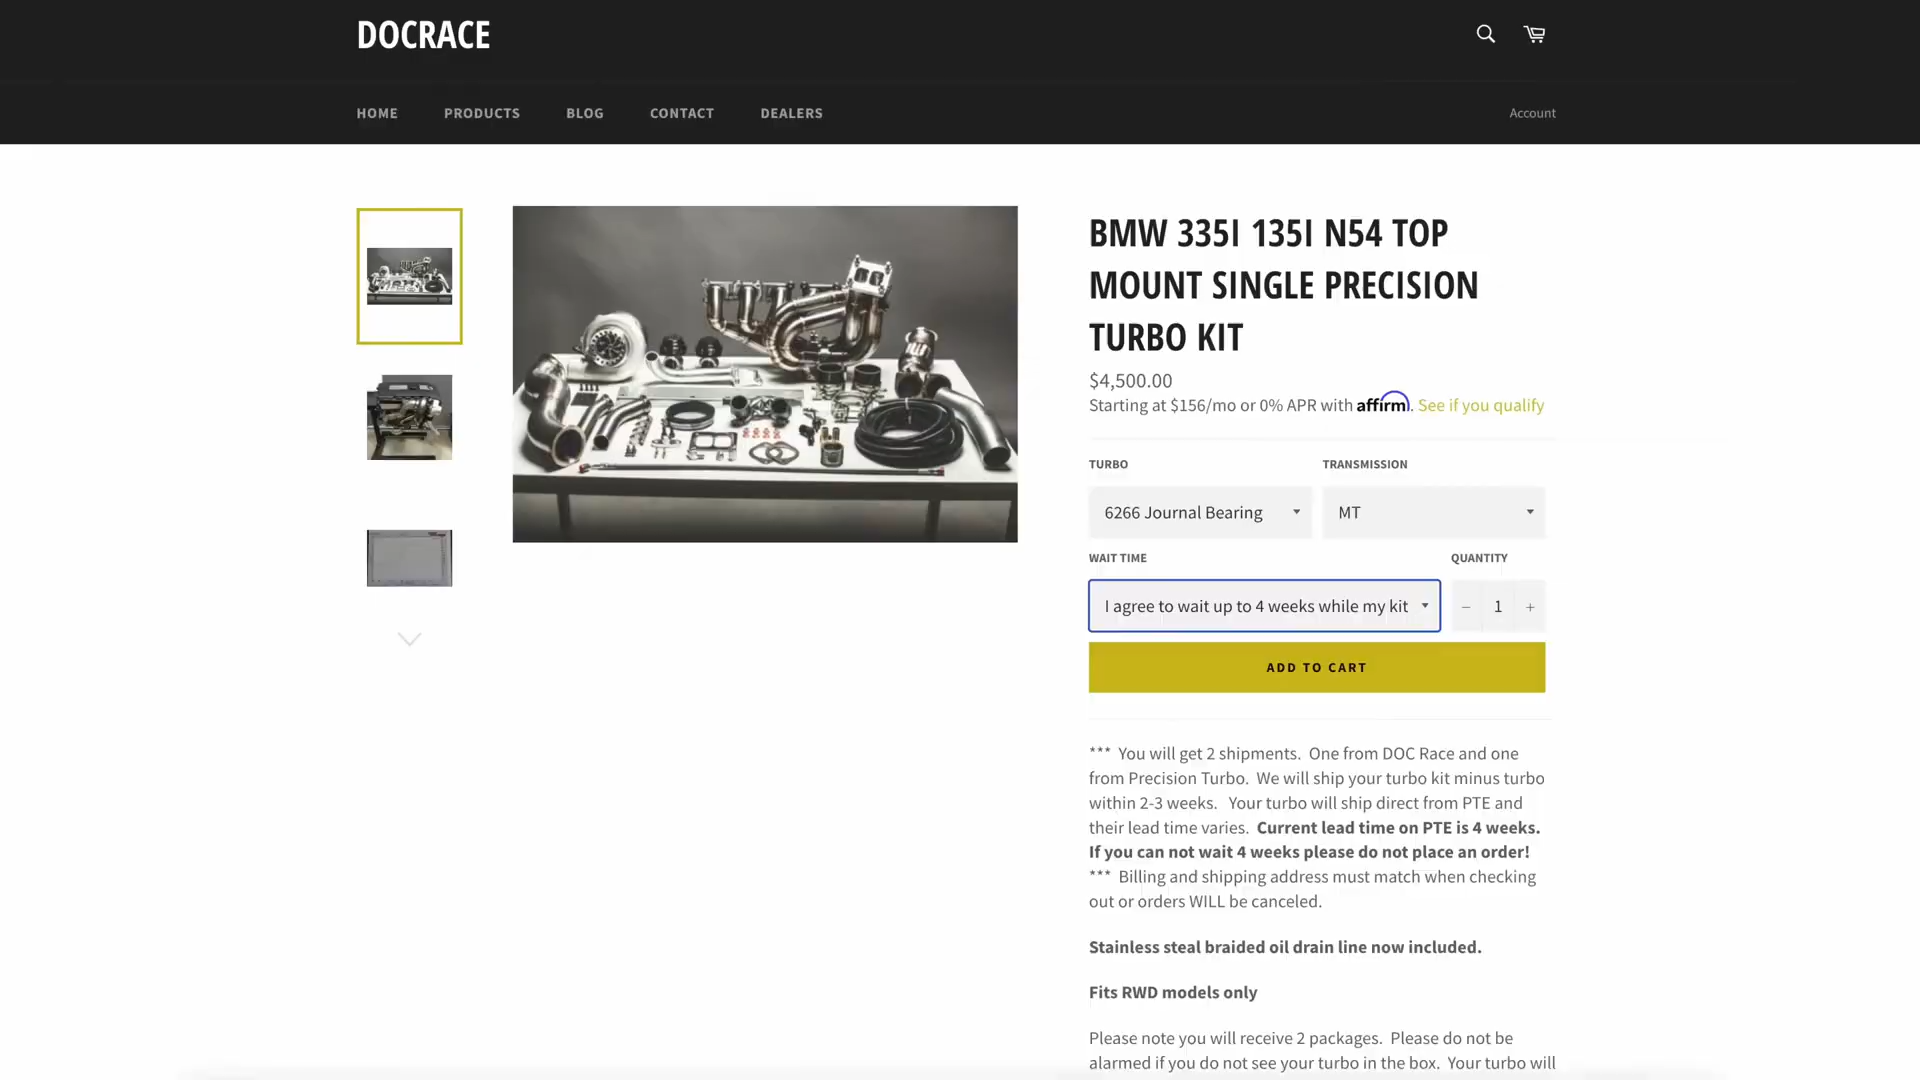 DOCRACE
HOME PRODUCTS BLOG CONTACT DEALERS Account
BMW 335I 135I N54 TOP
MOUNT SINGLE PRECISION
TURBO KIT
$4,500.00
Starting at $156/mo or 0% APR with affirm. See if you qualify
TURBO TRANSMISSION
6266 Journal Bearing MT
WAIT TIME QUANTITY
I agree to wait up to 4 weeks while my kit − 1 +
ADD TO CART
*** You will get 2 shipments. One from DOC Race and one
from Precision Turbo. We will ship your turbo kit minus turbo
within 2-3 weeks. Your turbo will ship direct from PTE and
their lead time varies. Current lead time on PTE is 4 weeks.
If you can not wait 4 weeks please do not place an order!
*** Billing and shipping address must match when checking
out or orders WILL be canceled.
Stainless steal braided oil drain line now included.
Fits RWD models only
Please note you will receive 2 packages. Please do not be
alarmed if you do not see your turbo in the box. Your turbo will